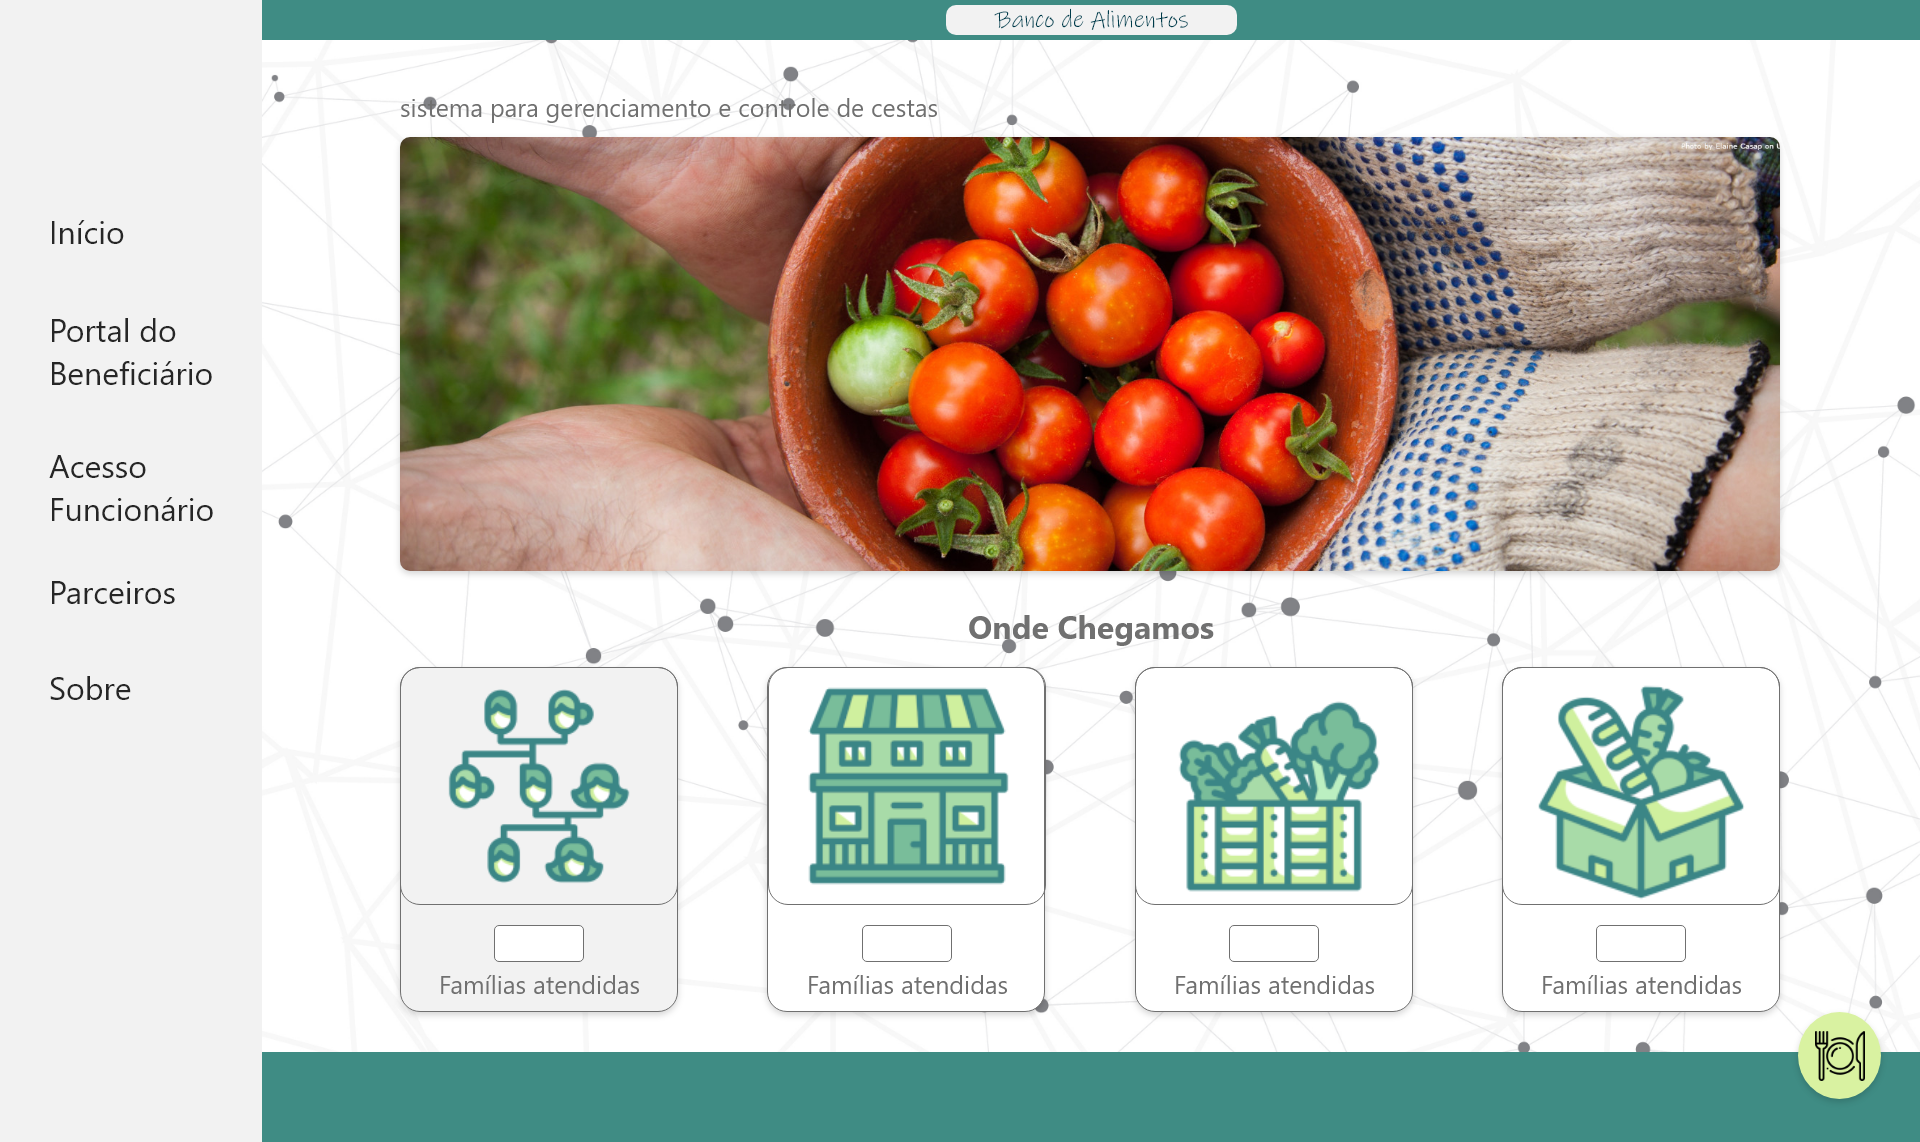 Banco de Alimentos
sistema para gerenciamento e controle de cestas
Photo by Elaine Casap on
Início
Portal do
Beneficiário
Acesso
Funcionário
Parceiros
Sobre
Onde Chegamos
Famílias atendidas
Famílias atendidas
Famílias atendidas
Famílias atendidas